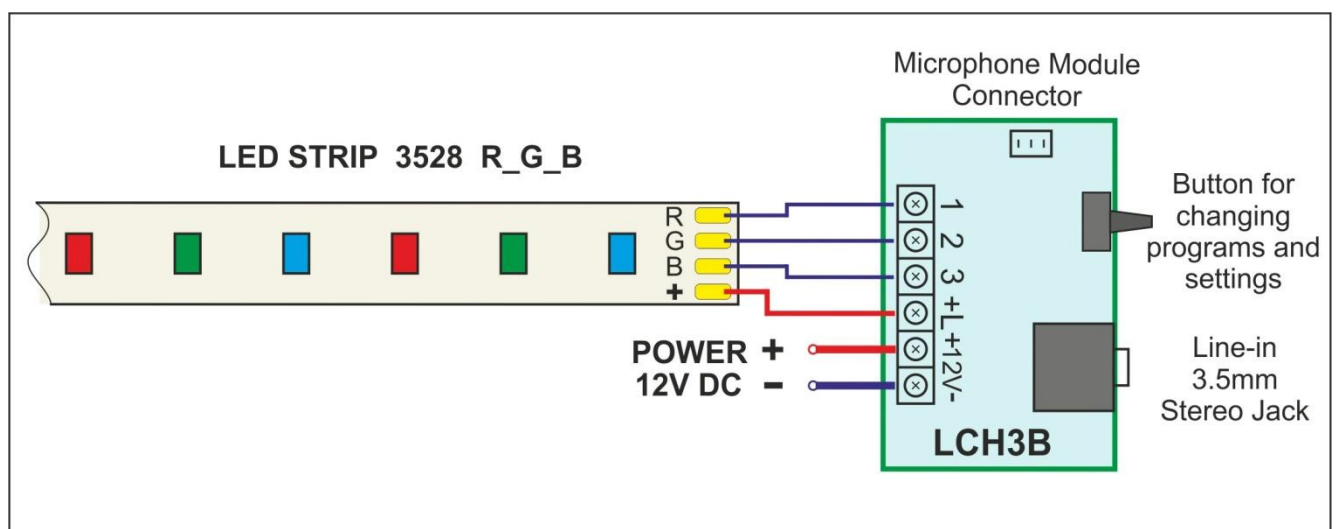 Microphone Module
Connector
LED STRIP 3528 R_G_B
R
G
B
+
1
2
3
+L
+12V-
POWER +
12V DC -
Button for
changing
programs and
settings
Line-in
3.5mm
Stereo Jack
LCH3B